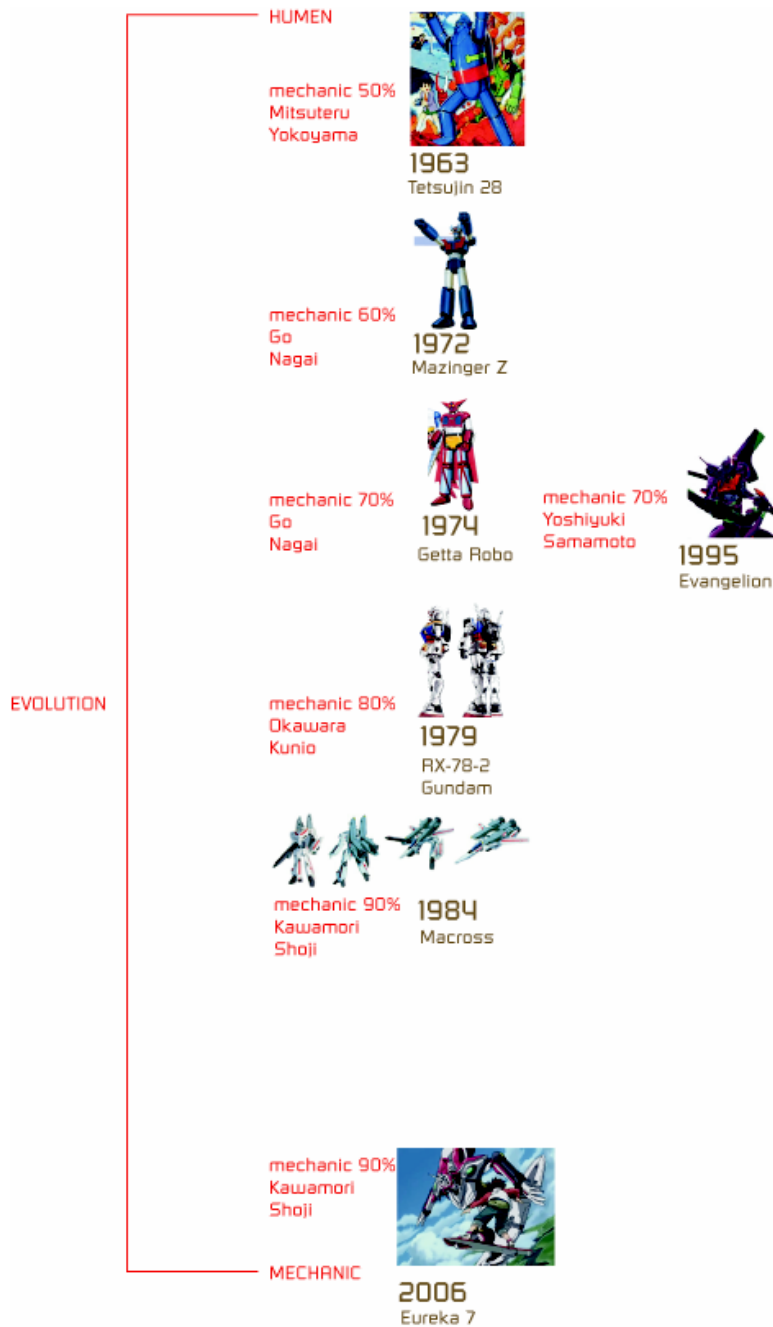 HUMEN
mechanic 50%
Mitsuteru
Yokoyama
1963
Tetsujin 28
mechanic 60%
Go
Nagai
1972
Mazinger Z
mechanic 70%
Go
Nagai
1974
Getta Robo
mechanic 70%
Yoshiyuki
Samamoto
1995
Evangelion
EVOLUTION
mechanic 80%
Okawara
Kunio
1979
RX-78-2
Gundam
mechanic 90%
Kawamori
Shoji
1984
Macross
mechanic 90%
Kawamori
Shoji
MECHANIC
2006
Eureka 7